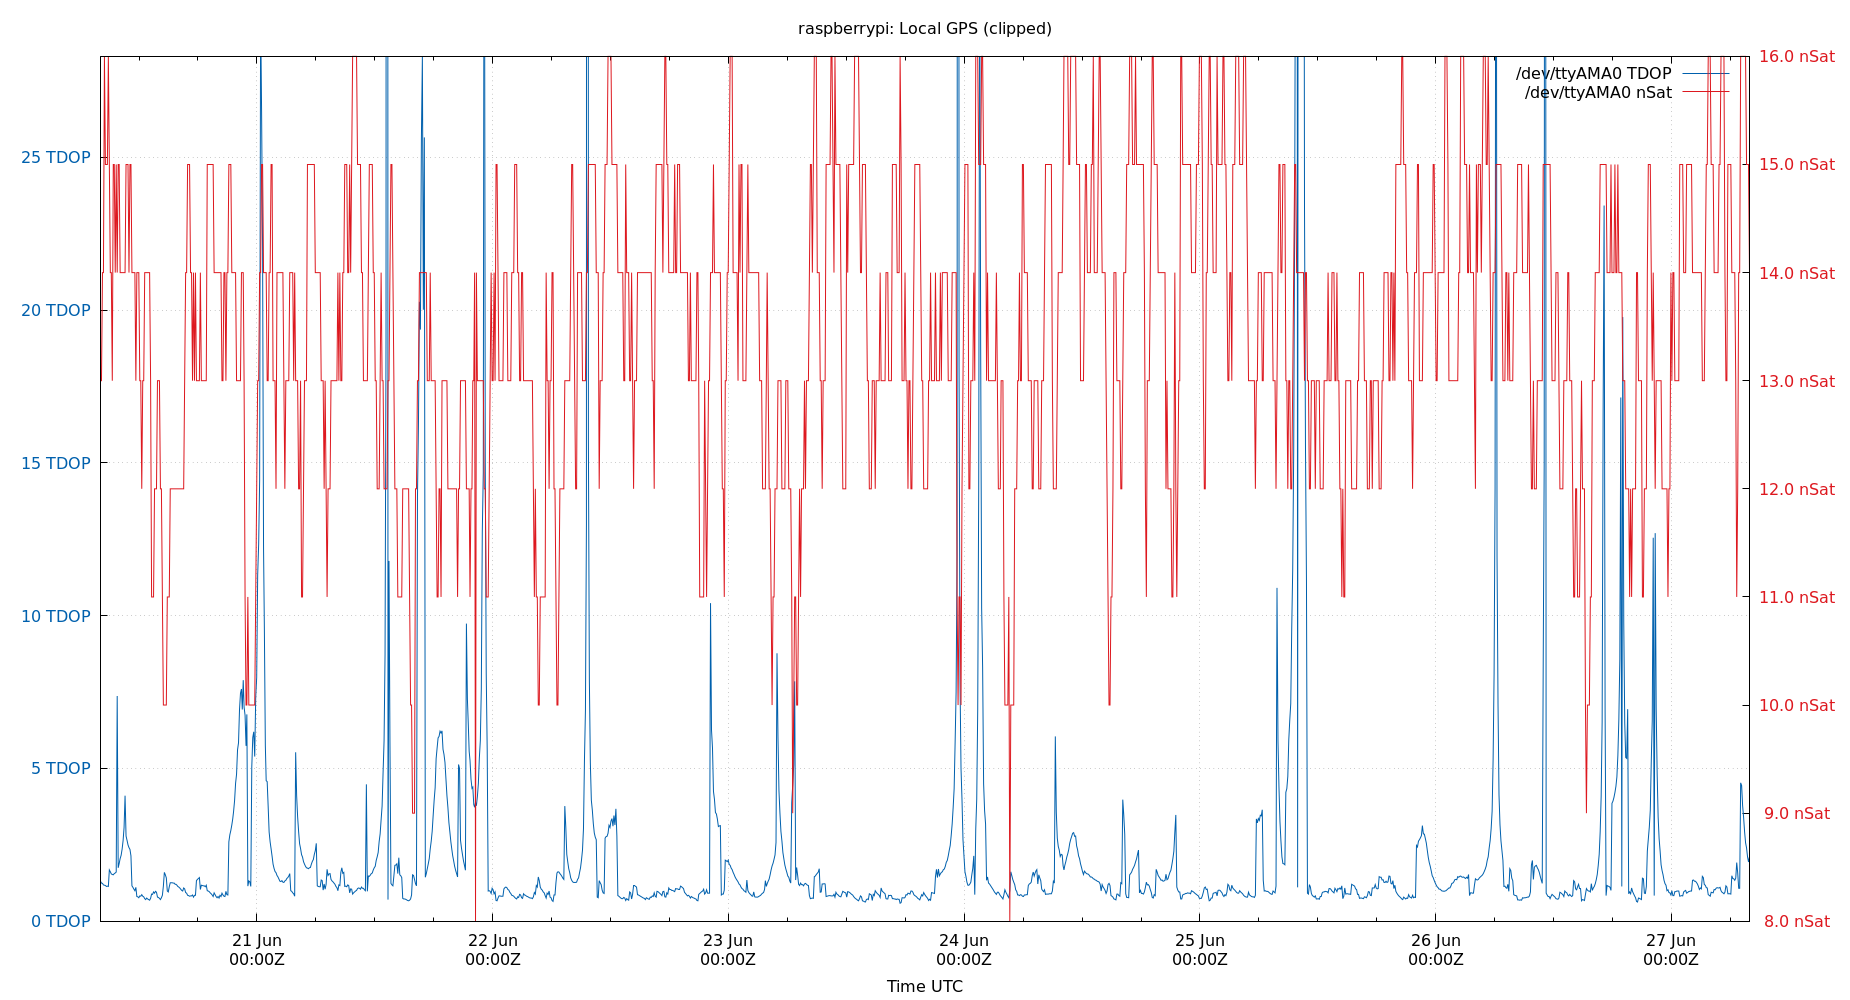 raspberrypi: Local GPS (clipped)
16.0 nSat
/dev/ttyAMA0 TDOP
/dev/ttyAMA0 nSat
25 TDOP
15.0 nSat
14.0 nSat
20 TDOP
13.0 nSat
15 TDOP
12.0 nSat
11.0 nSat
10 TDOP
10.0 nSat
5 TDOP
9.0 nSat
0 TDOP
8.0 nSat
21 Jun
00:00Z
22 Jun
00:00Z
23 Jun
00:00Z
24 Jun
00:00Z
25 Jun
00:00Z
26 Jun
00:00Z
27 Jun
00:00Z
Time UTC